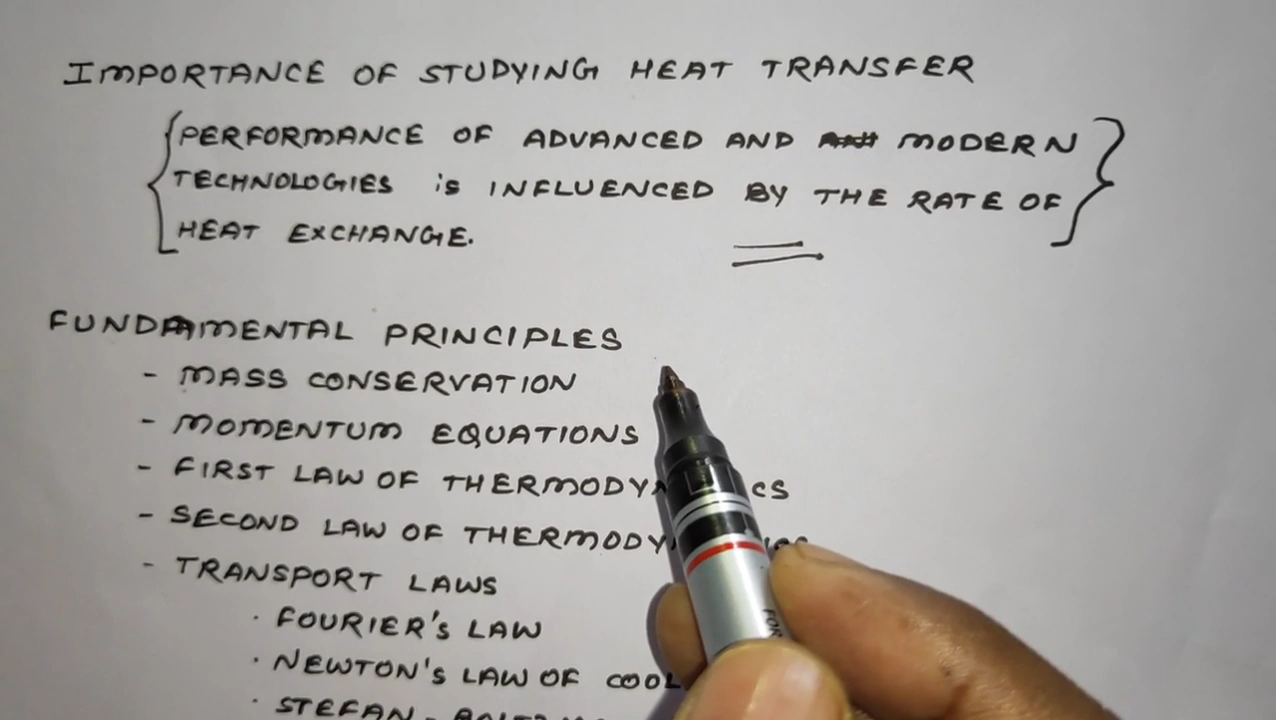 IMPORTANCE OF STUDYING HEAT TRANSFER
PERFORMANCE OF ADVANCED AND MODERN
TECHNOLOGIES is INFLUENCED BY THE RATE OF
HEAT EXCHANGE.
FUNDAMENTAL PRINCIPLES
- MASS CONSERVATION
- MOMENTUM EQUATIONS
- FIRST LAW OF
- SECOND LAW OF
- TRANSPORT LAWS
· FOURIER's LAW
· NEWTON's LAW OF
· STEFAN -
FOR